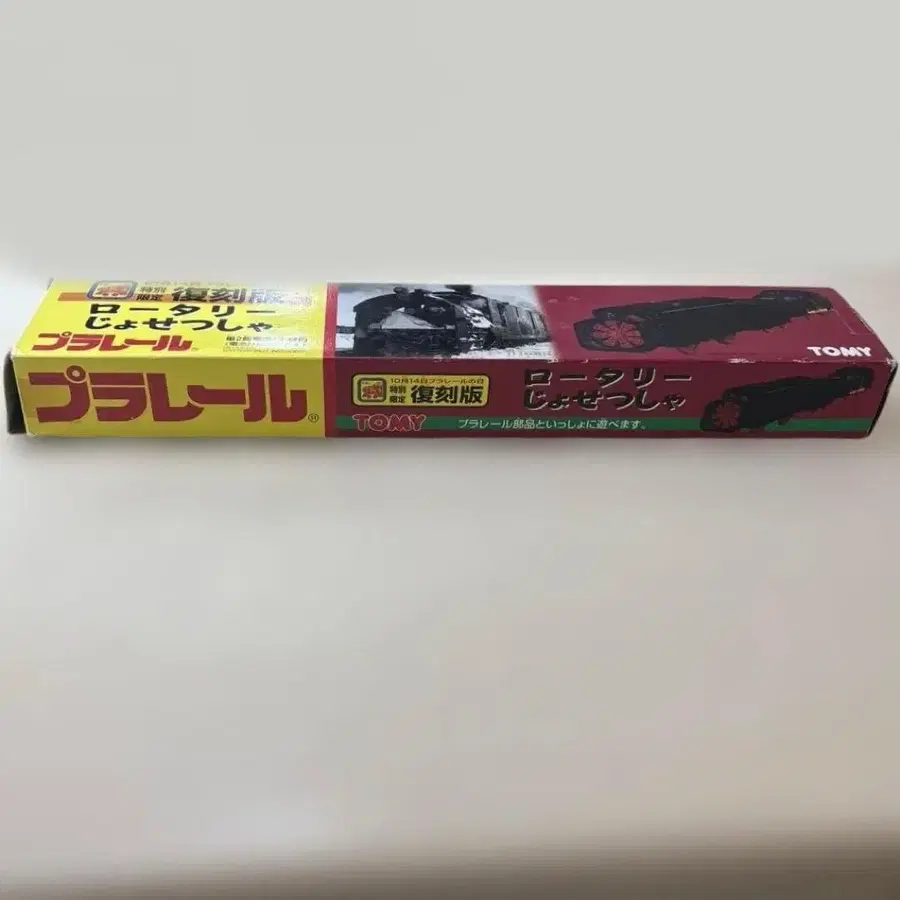 特別
限定
復刻版
ロータリー
じょせつしゃ
プラレール
TOMY
プラレール
10月14日プラレールの日
特別
限定
復刻版
ロータリー
じょせつしゃ
TOMY
プラレール部品といっしょに遊べます。